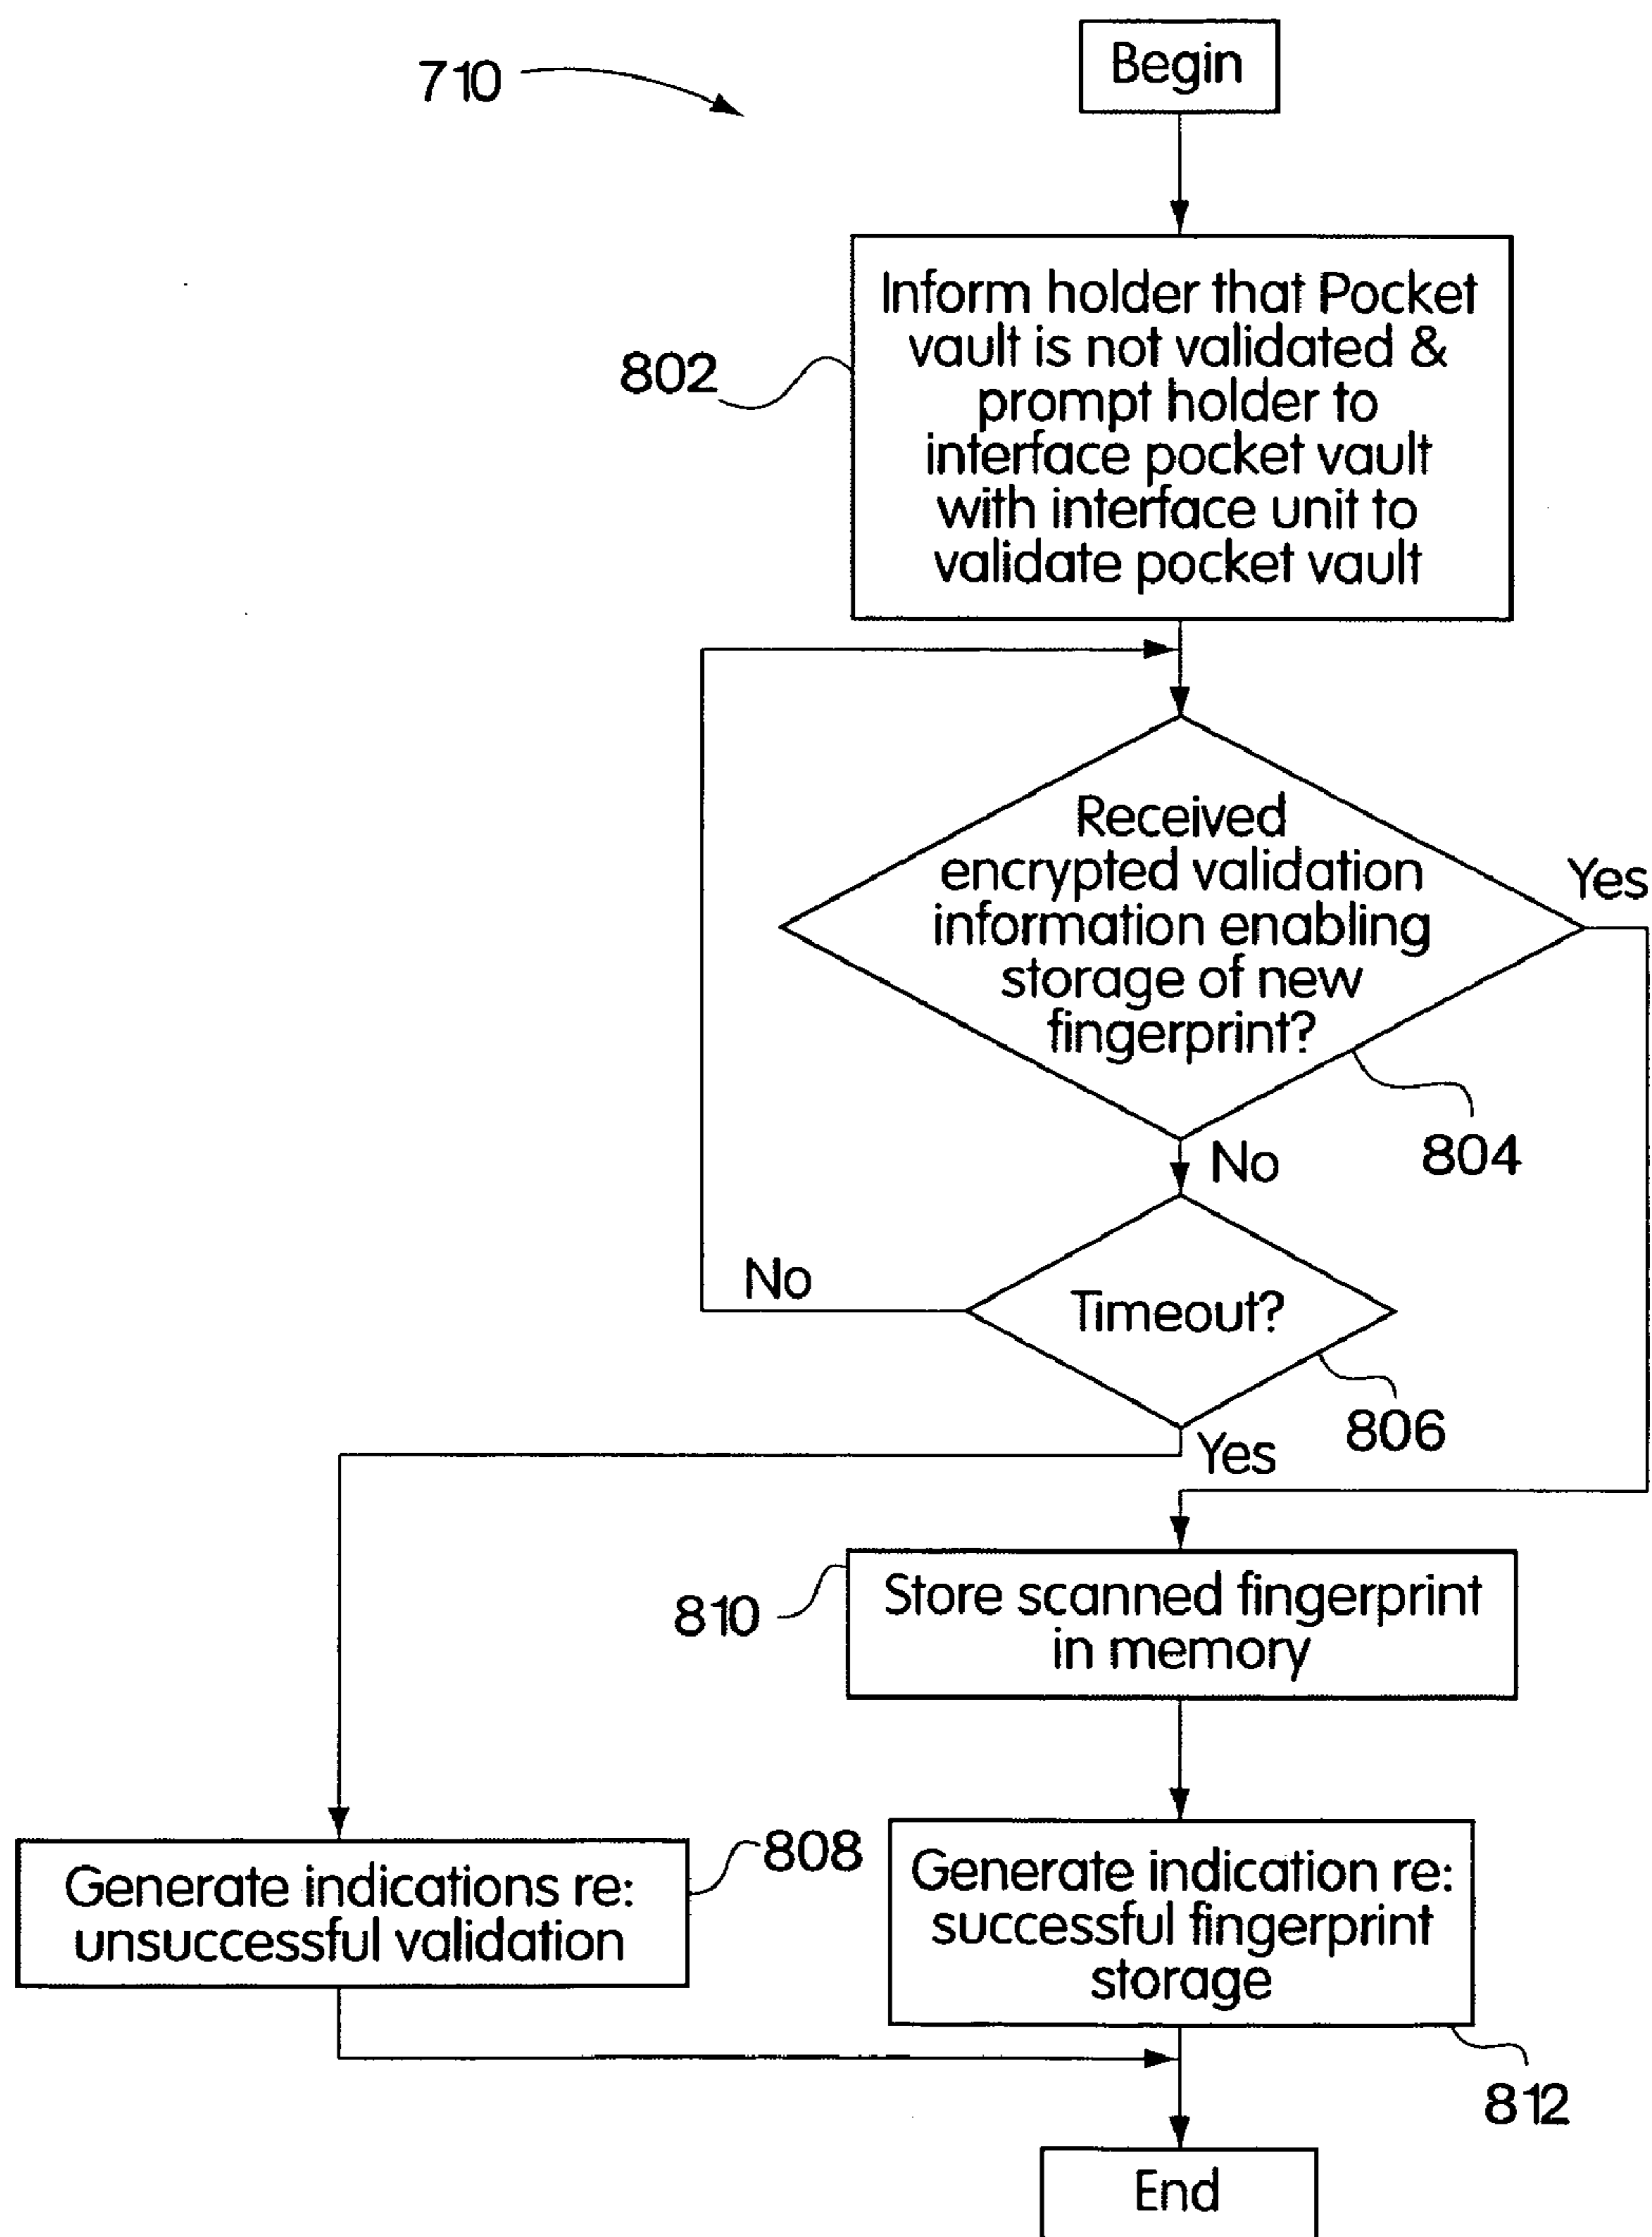 Begin
710
Inform holder that Pocket
vault is not validated &
prompt holder to
interface pocket vault
with interface unit to
validate pocket vault
802
Received
encrypted validation
information enabling
storage of new
fingerprint?
Yes
804
No
Timeout?
No
806
Yes
810
Store scanned fingerprint
in memory
808
Generate indications re:
unsuccessful validation
Generate indication re:
successful fingerprint
storage
812
End